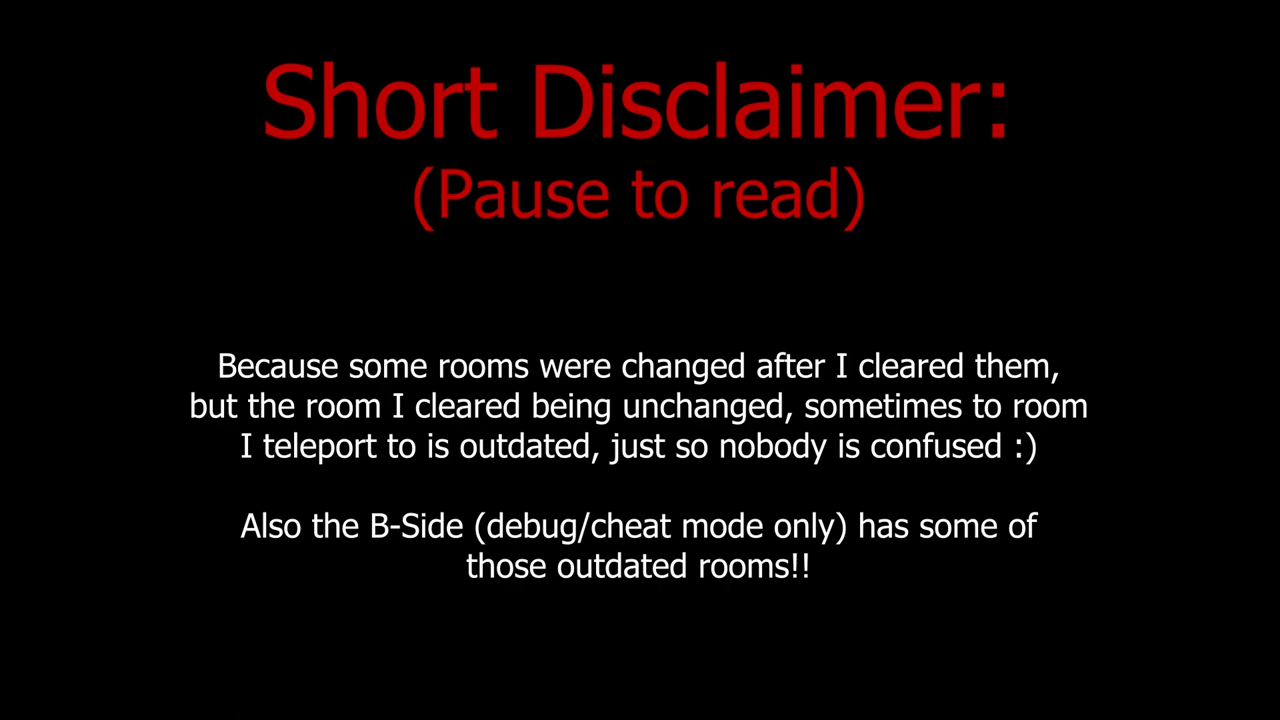 Short Disclaimer:
(Pause to read)
Because some rooms were changed after I cleared them,
but the room I cleared being unchanged, sometimes to room
I teleport to is outdated, just so nobody is confused :)
Also the B-Side (debug/cheat mode only) has some of
those outdated rooms!!